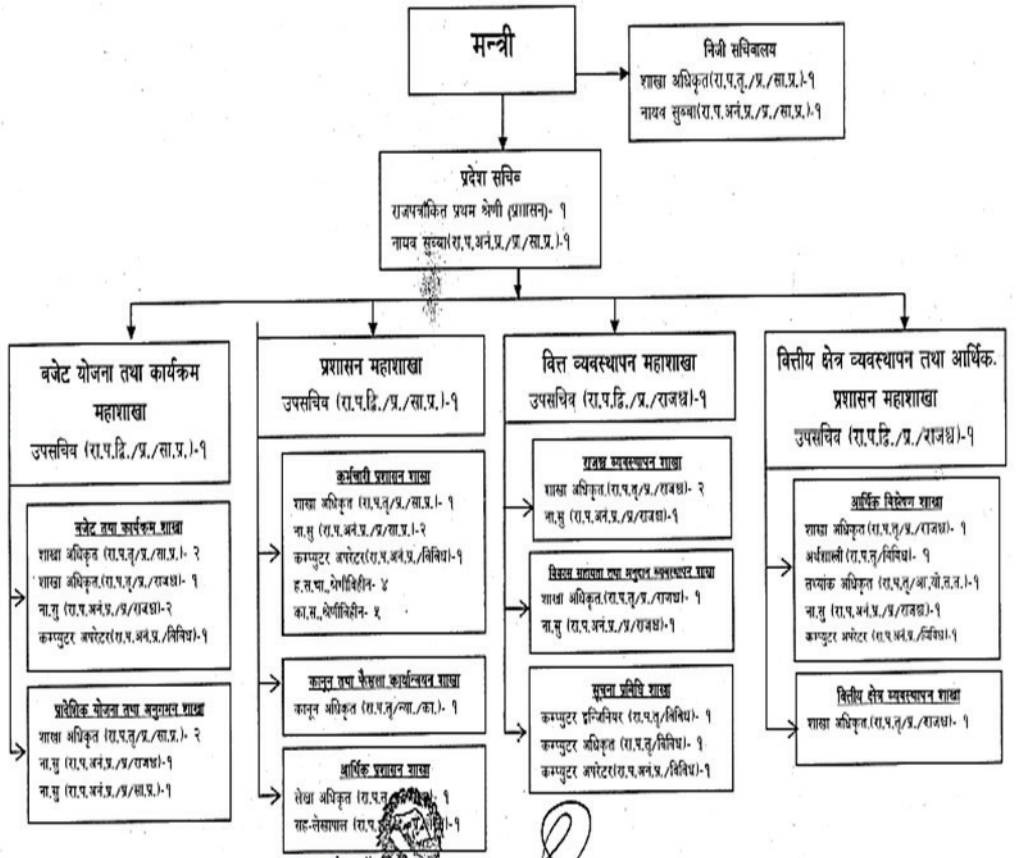 मन्त्री
निजी सचिवालय
शाखा अधिकृत(रा.प.तृ./प्र./सा.प्र.)-१
नायव सुब्बा(रा.प.अनं.प्र./प्र./सा.प्र.)-१
प्रदेश सचिव
राजपत्रांकित प्रथम श्रेणी (प्रशासन)- १
नायव सुब्बा(रा.प.अनं.प्र./प्र/सा.प्र.)-१
बजेट योजना तथा कार्यक्रम
महाशाखा
उपसचिव (रा.प.द्वि./प्र./सा.प्र.)-१
बजेट तथा कार्यक्रम शाखा
शाखा अधिकृत (रा.प.तृ/प्र./सा.प्र.)- २
शाखा अधिकृत.(रा.प.तृ/प्र./राजश्व)- १
ना.सु (रा.प.अनं.प्र./प्र/राजश्व)-२
कम्प्युटर अपरेटर(रा.प.अनं.प्र./विविध)-१
प्रादेशिक योजना तथा अनुगमन शाखा
शाखा अधिकृत (रा.प.तृ/प्र./सा.प्र.)- २
ना.सु (रा.प.अनं.प्र./प्र/राजश्व)-१
ना.सु (रा.प.अनं.प्र./प्र/सा.प्र.)-१
प्रशासन महाशाखा
उपसचिव (रा.प.द्वि./प्र./सा.प्र.)-१
कर्मचारी प्रशासन शाखा
शाखा अधिकृत (रा.प.तृ/प्र./सा.प्र.)- १
ना.सु (रा.प.अनं.प्र./प्र/सा.प्र.)-२
कम्प्युटर अपरेटर(रा.प.अनं.प्र./विविध)-१
ह.स.चा.,श्रेणीविहीन- ४
का.स.,श्रेणीविहीन- ५
कानून तथा फैसला कार्यान्वयन शाखा
कानून अधिकृत (रा.प.तृ/न्या./का.)- १
आर्थिक प्रशासन शाखा
लेखा अधिकृत (रा.प.तृ १
सह-लेखापाल (रा.प. -१
वित्त व्यवस्थापन महाशाखा
उपसचिव (रा.प.द्वि./प्र./राजश्व)-१
राजश्व व्यवस्थापन शाखा
शाखा अधिकृत.(रा.प.तृ/प्र./राजश्व)- २
ना.सु (रा.प.अनं.प्र./प्र/राजश्व)-१
विकास सहायता तथा अनुदान व्यवस्थापन शाखा
शाखा अधिकृत.(रा.प.तृ/प्र./राजश्व)- १
ना.सु (रा.प.अनं.प्र./प्र/राजश्व)-१
सूचना प्रविधि शाखा
कम्प्युटर इन्जिनियर (रा.प.तृ/विविध)- १
कम्प्युटर अधिकृत (रा.प.तृ/विविध)- १
कम्प्युटर अपरेटर(रा.प.अनं.प्र./विविध)-१
वित्तीय क्षेत्र व्यवस्थापन तथा आर्थिक.
प्रशासन महाशाखा
उपसचिव (रा.प.द्वि./प्र./राजश्व)-१
आर्थिक विश्लेषण शाखा
शाखा अधिकृत(रा.प.तृ/प्र./राजश्व)- १
अर्थशास्त्री(रा.प.तृ/विविध)- १
तथ्यांक अधिकृत (रा.प.तृ/आ.यो.त.त.)- १
ना.सु (रा.प.अनं.प्र./प्र/राजश्व)-१
कम्प्युटर अपरेटर (रा.प.अनं.प्र./विविध)-१
वित्तीय क्षेत्र व्यवस्थापन शाखा
शाखा अधिकृत.(रा.प.तृ/प्र./राजश्व)- १